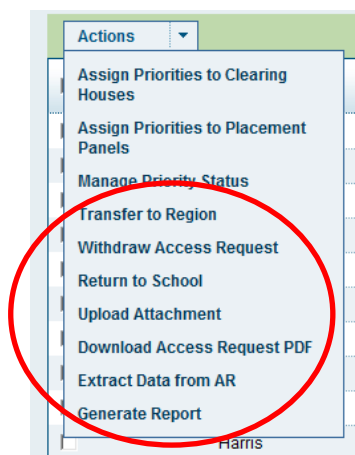 Actions
Assign Priorities to Clearing
Houses
Assign Priorities to Placement
Panels
Manage Priority Status
Transfer to Region
Withdraw Access Request
Return to School
Upload Attachment
Download Access Request PDF
Extract Data from AR
Generate Report
Harris